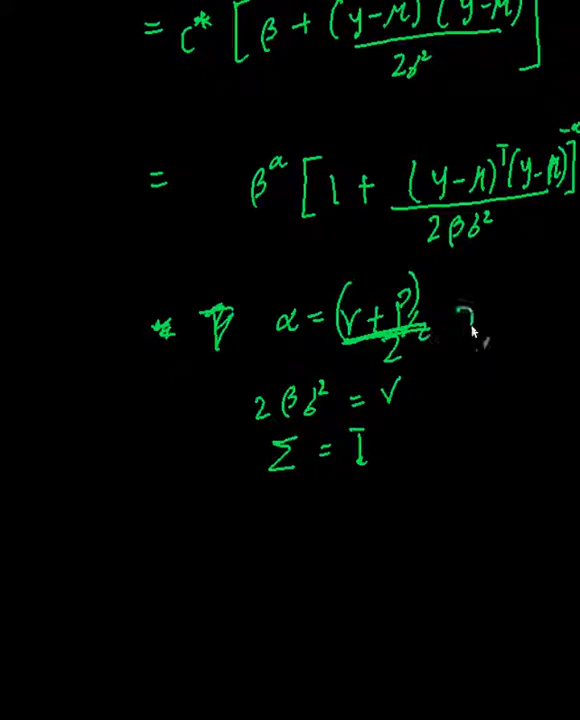 = C* [β + (y-μ) (y-μ) / 2σ²]
= β^α [1 + (y-μ)^T (y-μ) / 2βσ²]^-α
* α = (ν + p) / 2
2βσ² = ν
Σ = I